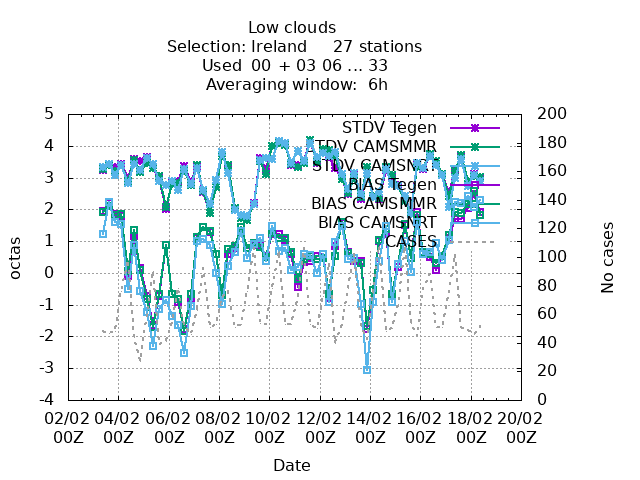 Low clouds
Selection: Ireland 27 stations
Used 00 + 03 06 ... 33
Averaging window: 6h
5
4
3
2
1
0
-1
-2
-3
-4
octas
200
180
160
140
120
100
80
60
40
20
0
No cases
STDV Tegen
STDV CAMSMMR
STDV CAMSNRT
BIAS Tegen
BIAS CAMSMMR
BIAS CAMSNRT
CASES
02/02 04/02 06/02 08/02 10/02 12/02 14/02 16/02 18/02 20/02
00Z 00Z 00Z 00Z 00Z 00Z 00Z 00Z 00Z 00Z
Date